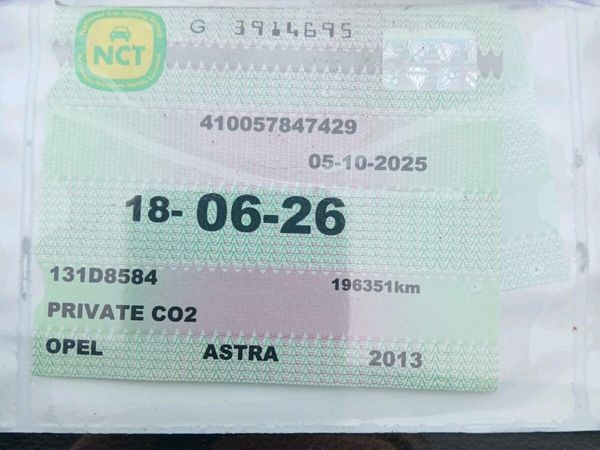 NCT
G 3914695
410057847429
05-10-2025
18- 06-26
131D8584 196351km
PRIVATE CO2
OPEL ASTRA 2013